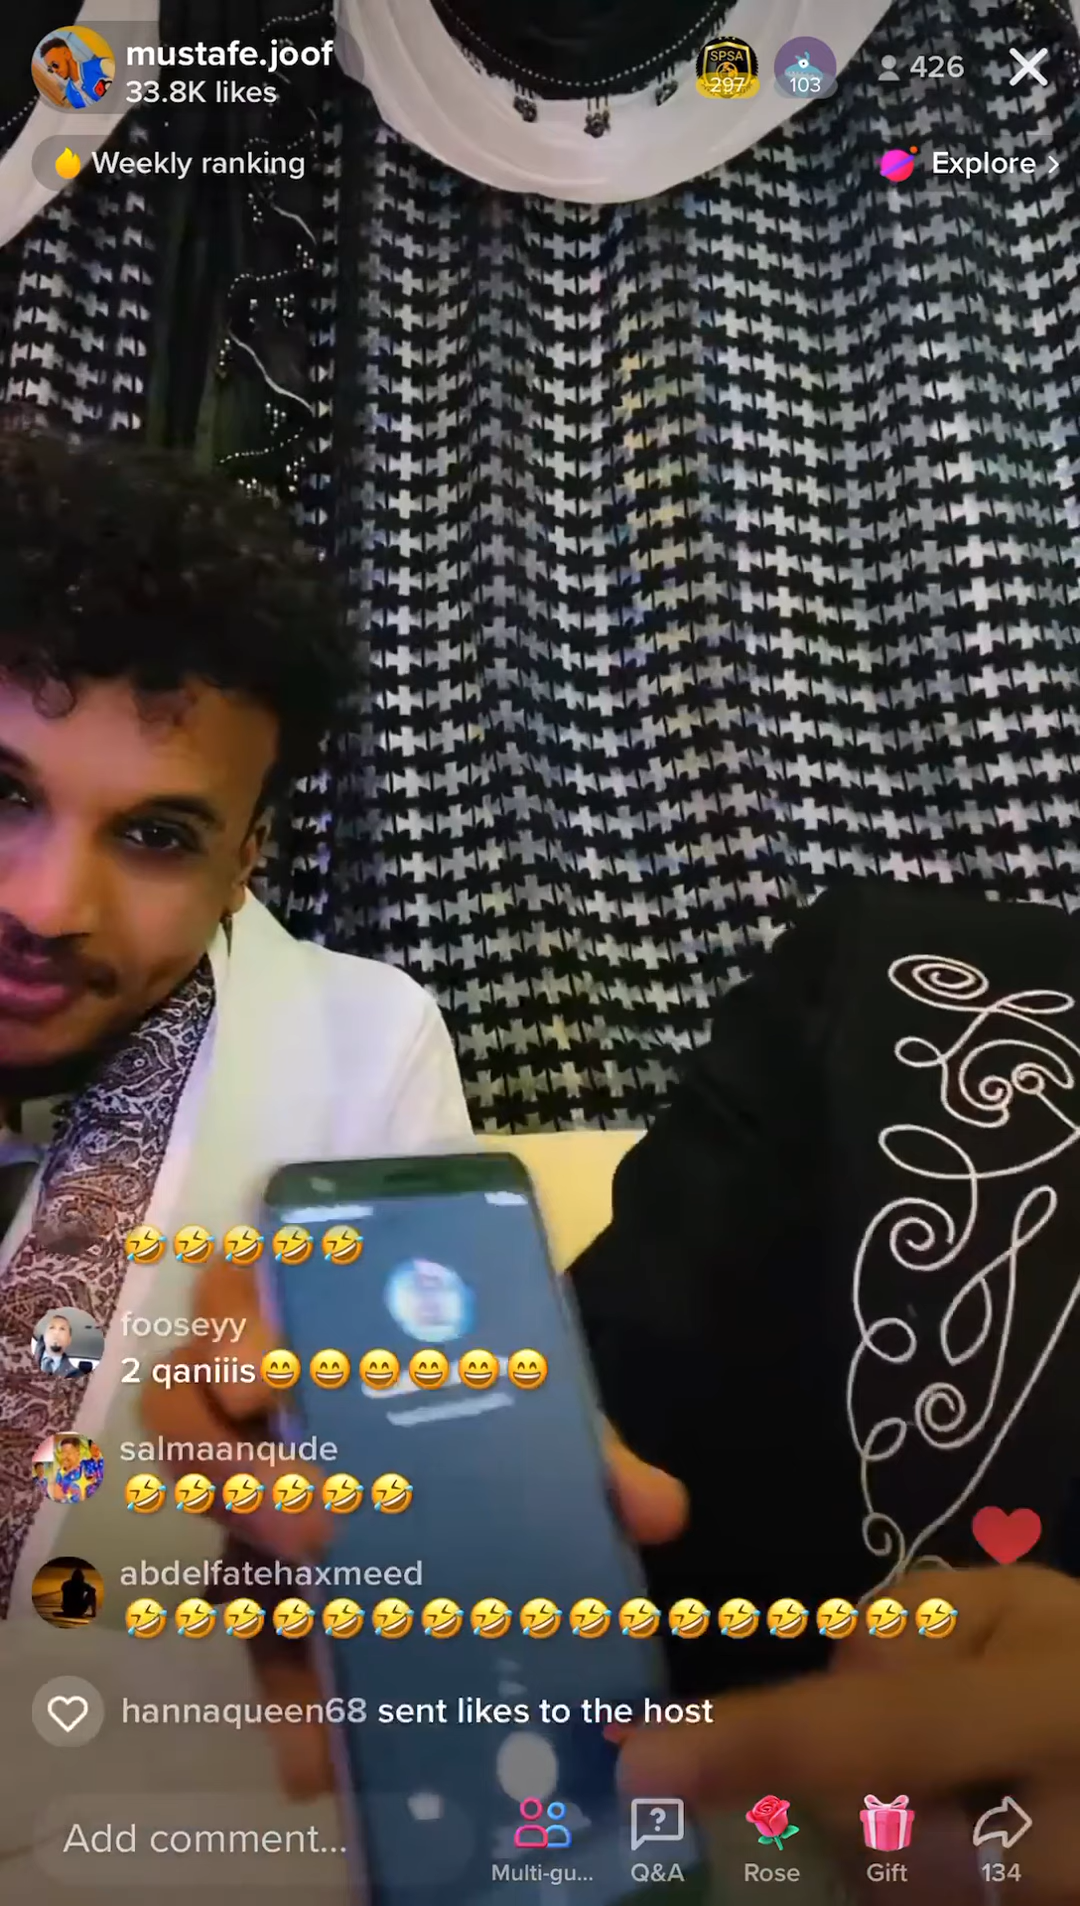 mustafe.joof
33.8K likes
SPSA
297
103
426
Weekly ranking
Explore >
🤣🤣🤣🤣🤣
fooseyy
2 qaniiis😄😄😄😄😄😄
salmaanqude
🤣🤣🤣🤣🤣🤣
abdelfatehaxmeed
🤣🤣🤣🤣🤣🤣🤣🤣🤣🤣🤣🤣🤣🤣🤣🤣🤣
hannaqueen68 sent likes to the host
Add comment...
Multi-gu...
Q&A
Rose
Gift
134